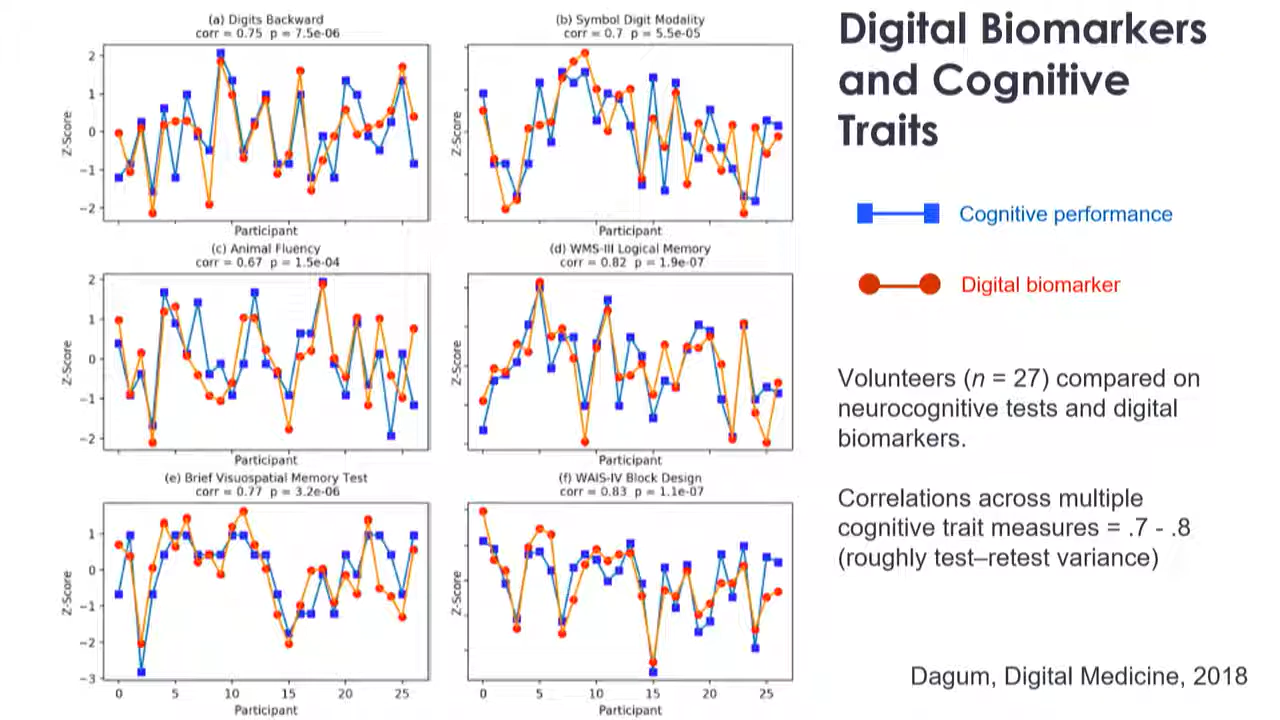 (a) Digits Backward
corr = 0.75 p = 7.5e-06
2
1
0
−1
−2
Z-Score
Participant
(b) Symbol Digit Modality
corr = 0.7 p = 5.5e-05
Z-Score
Participant
(c) Animal Fluency
corr = 0.67 p = 1.5e-04
2
1
0
−1
−2
Z-Score
Participant
(d) WMS-III Logical Memory
corr = 0.82 p = 1.9e-07
Z-Score
Participant
(e) Brief Visuospatial Memory Test
corr = 0.77 p = 3.2e-06
1
0
−1
−2
−3
Z-Score
0 5 10 15 20 25
Participant
(f) WAIS-IV Block Design
corr = 0.83 p = 1.1e-07
Z-Score
0 5 10 15 20 25
Participant
Digital Biomarkers
and Cognitive
Traits
Cognitive performance
Digital biomarker
Volunteers (n = 27) compared on
neurocognitive tests and digital
biomarkers.
Correlations across multiple
cognitive trait measures = .7 - .8
(roughly test–retest variance)
Dagum, Digital Medicine, 2018